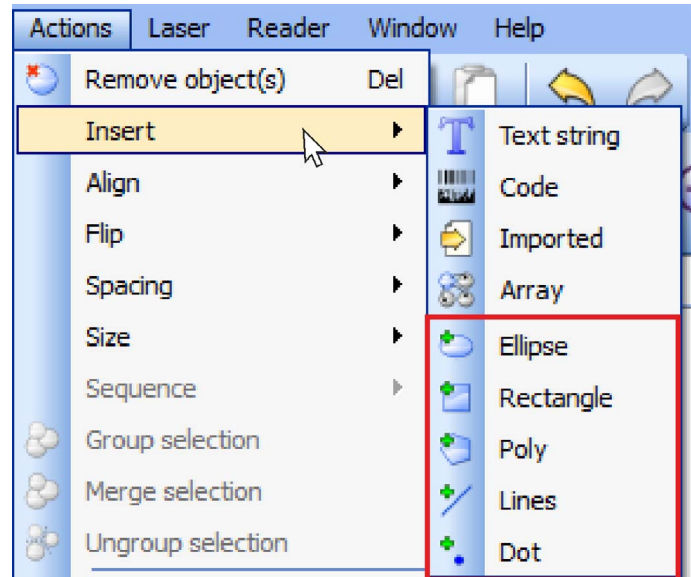 Actions Laser Reader Window Help
Remove object(s) Del
Insert
Align
Flip
Spacing
Size
Sequence
Group selection
Merge selection
Ungroup selection
Text string
Code
Imported
Array
Ellipse
Rectangle
Poly
Lines
Dot